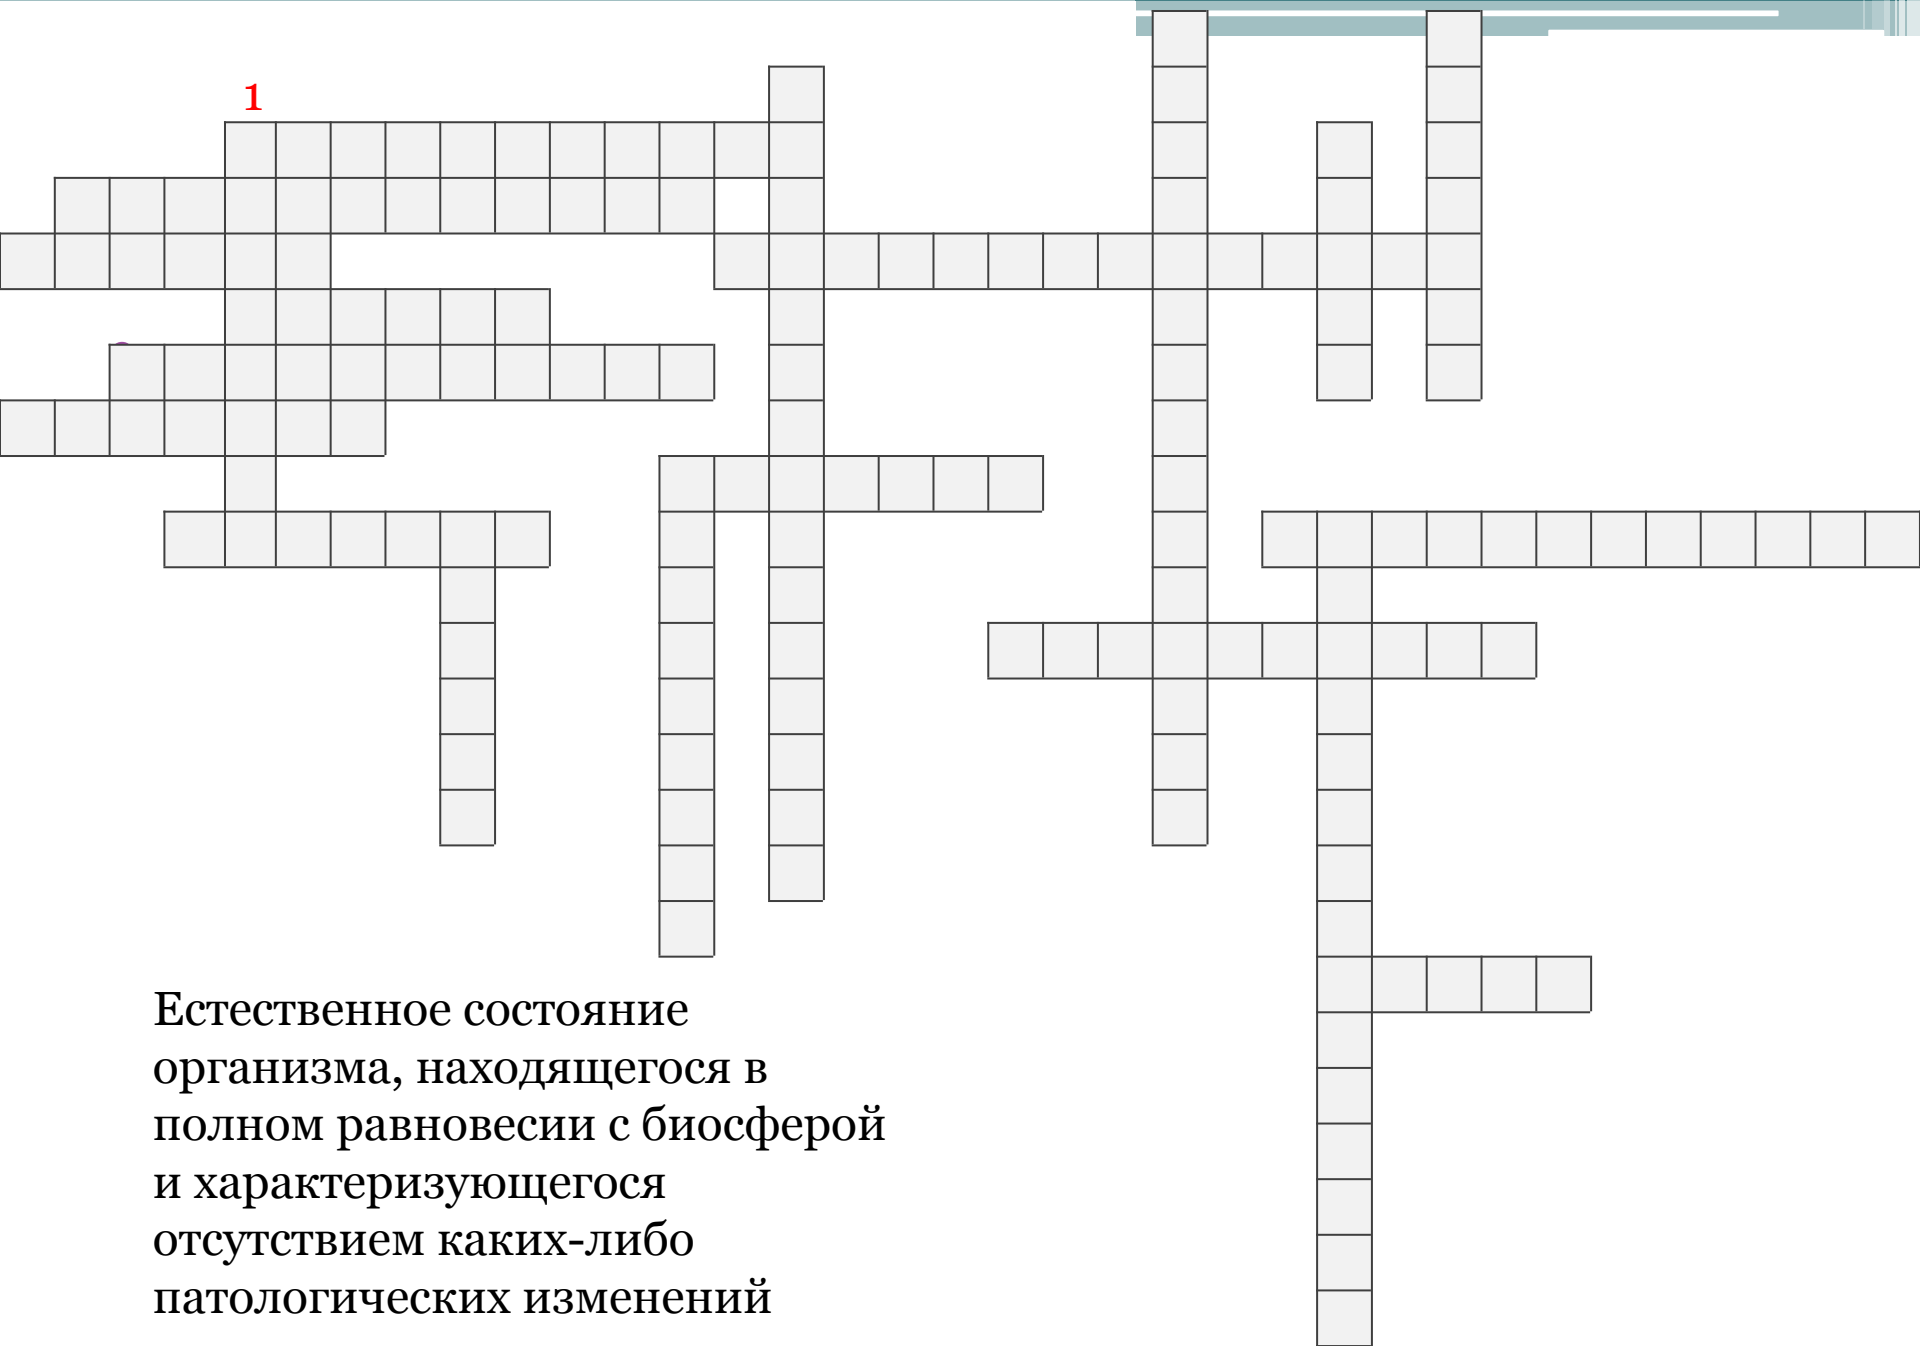 1
Естественное состояние
организма, находящегося в
полном равновесии с биосферой
и характеризующегося
отсутствием каких-либо
патологических изменений